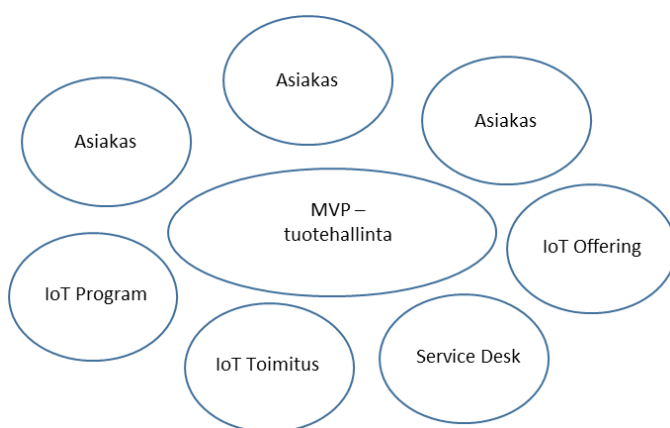 Asiakas
Asiakas
Asiakas
MVP –
tuotehallinta
IoT Offering
IoT Program
Service Desk
IoT Toimitus